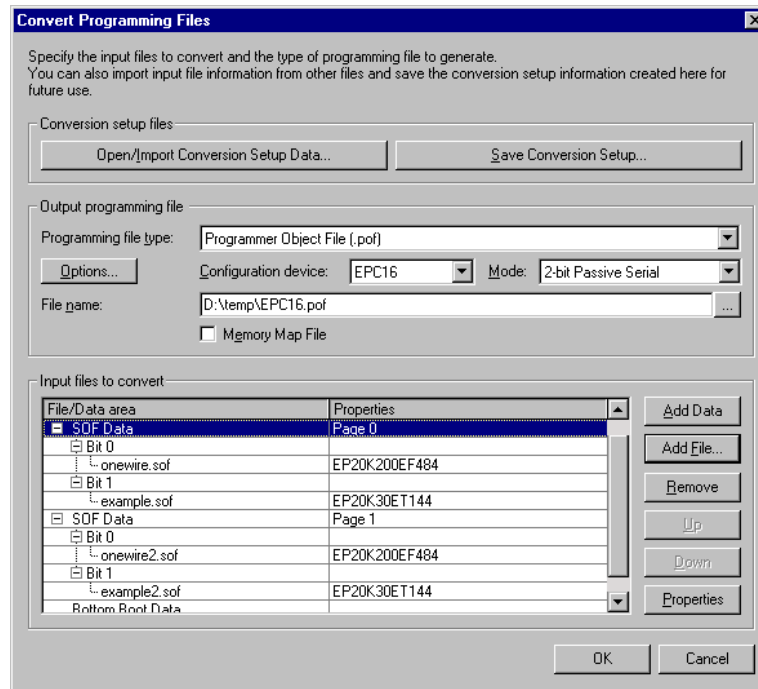 Convert Programming Files
Specify the input files to convert and the type of programming file to generate.
You can also import input file information from other files and save the conversion setup information created here for
future use.
Conversion setup files
Open/Import Conversion Setup Data...
Save Conversion Setup...
Output programming file
Programming file type: Programmer Object File (.pof)
Options... Configuration device: EPC16 Mode: 2-bit Passive Serial
File name: D:\temp\EPC16.pof ...
Memory Map File
Input files to convert
File/Data area Properties
SOF Data Page 0
Bit 0
onewire.sof EP20K200EF484
Bit 1
example.sof EP20K30ET144
SOF Data Page 1
Bit 0
onewire2.sof EP20K200EF484
Bit 1
example2.sof EP20K30ET144
Bottom Boot Data
Add Data
Add File...
Remove
Up
Down
Properties
OK Cancel